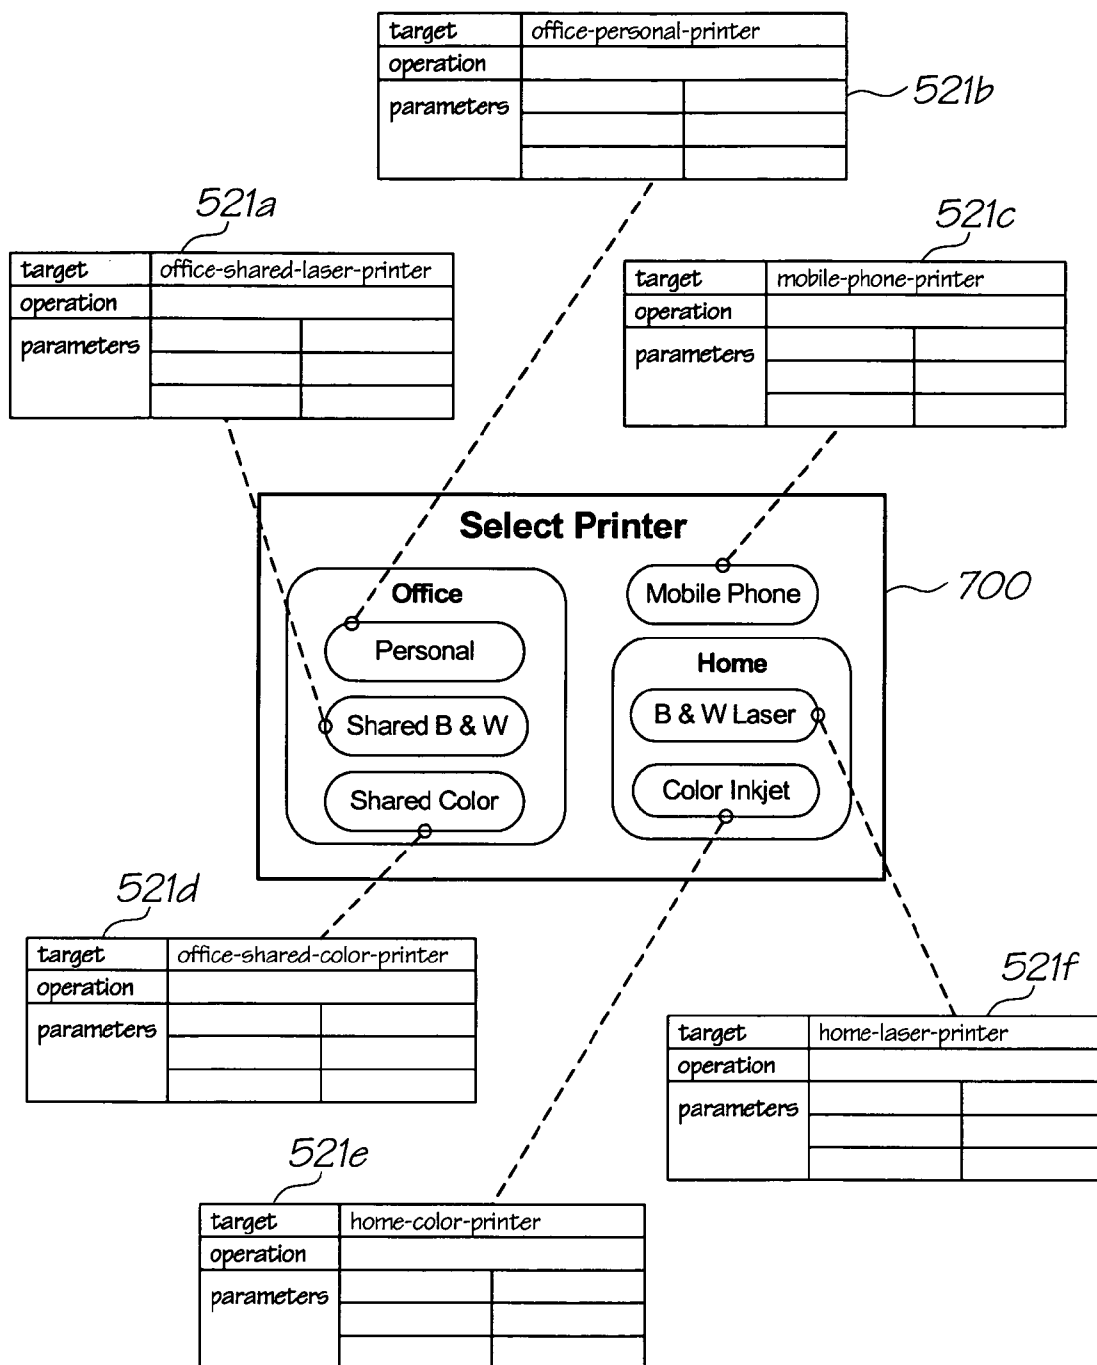 target office-personal-printer
operation
parameters
521b
521a
target office-shared-laser-printer
operation
parameters
521c
target mobile-phone-printer
operation
parameters
Select Printer
700
Office
Personal
Shared B & W
Shared Color
Mobile Phone
Home
B & W Laser
Color Inkjet
521d
target office-shared-color-printer
operation
parameters
521f
target home-laser-printer
operation
parameters
521e
target home-color-printer
operation
parameters